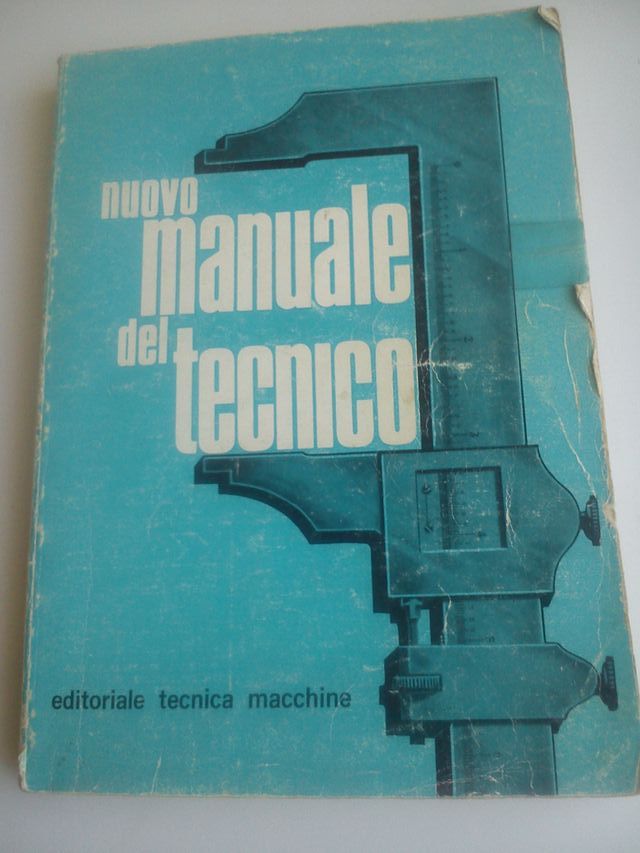 nuovo
manuale
del
tecnico
editoriale tecnica macchine